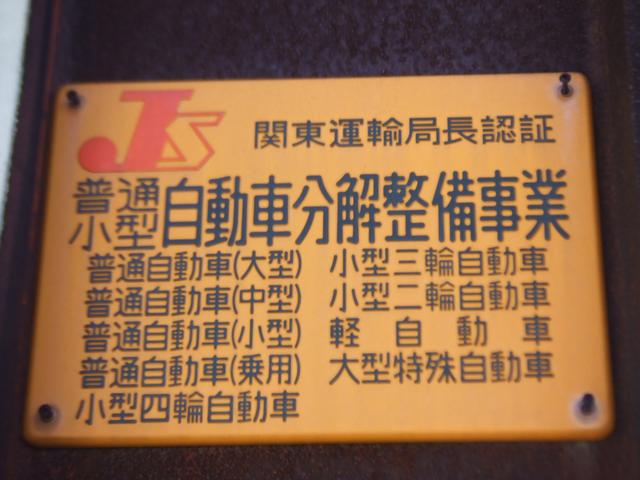 JS
関東運輸局長認証
普通
小型 自動車分解整備事業
普通自動車(大型) 小型三輪自動車
普通自動車(中型) 小型二輪自動車
普通自動車(小型) 軽自動車
普通自動車(乗用) 大型特殊自動車
小型四輪自動車